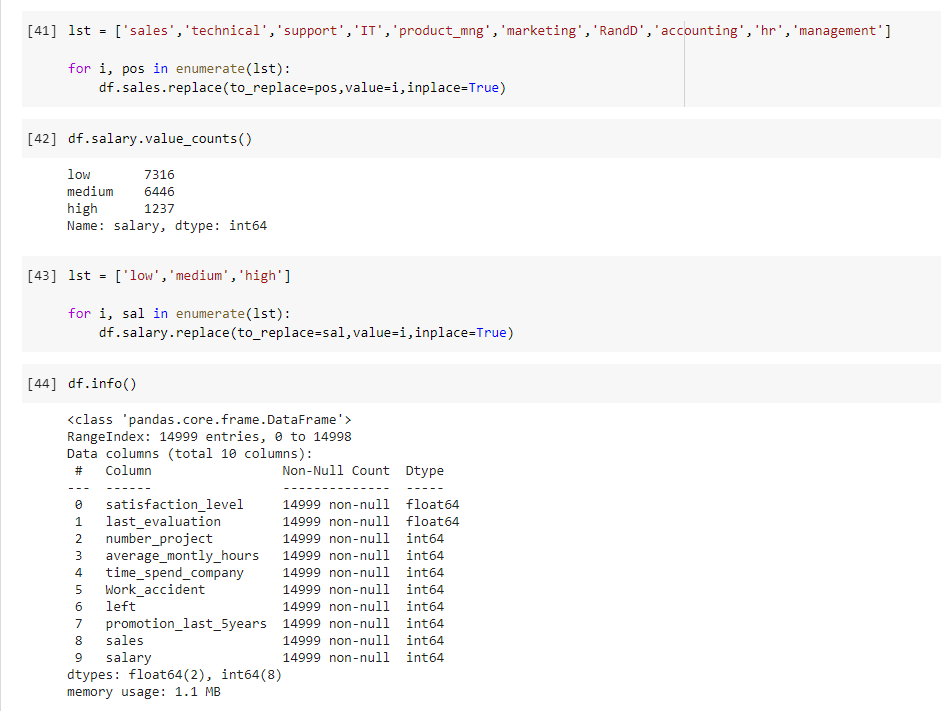 [41] lst = ['sales','technical','support','IT','product_mng','marketing','RandD','accounting','hr','management']
for i, pos in enumerate(lst):
    df.sales.replace(to_replace=pos,value=i,inplace=True)
[42] df.salary.value_counts()
low       7316
medium    6446
high      1237
Name: salary, dtype: int64
[43] lst = ['low','medium','high']
for i, sal in enumerate(lst):
    df.salary.replace(to_replace=sal,value=i,inplace=True)
[44] df.info()
<class 'pandas.core.frame.DataFrame'>
RangeIndex: 14999 entries, 0 to 14998
Data columns (total 10 columns):
 #   Column                 Non-Null Count  Dtype
---  ------                 --------------  -----
 0   satisfaction_level     14999 non-null  float64
 1   last_evaluation        14999 non-null  float64
 2   number_project         14999 non-null  int64
 3   average_montly_hours   14999 non-null  int64
 4   time_spend_company     14999 non-null  int64
 5   Work_accident          14999 non-null  int64
 6   left                   14999 non-null  int64
 7   promotion_last_5years  14999 non-null  int64
 8   sales                  14999 non-null  int64
 9   salary                 14999 non-null  int64
dtypes: float64(2), int64(8)
memory usage: 1.1 MB